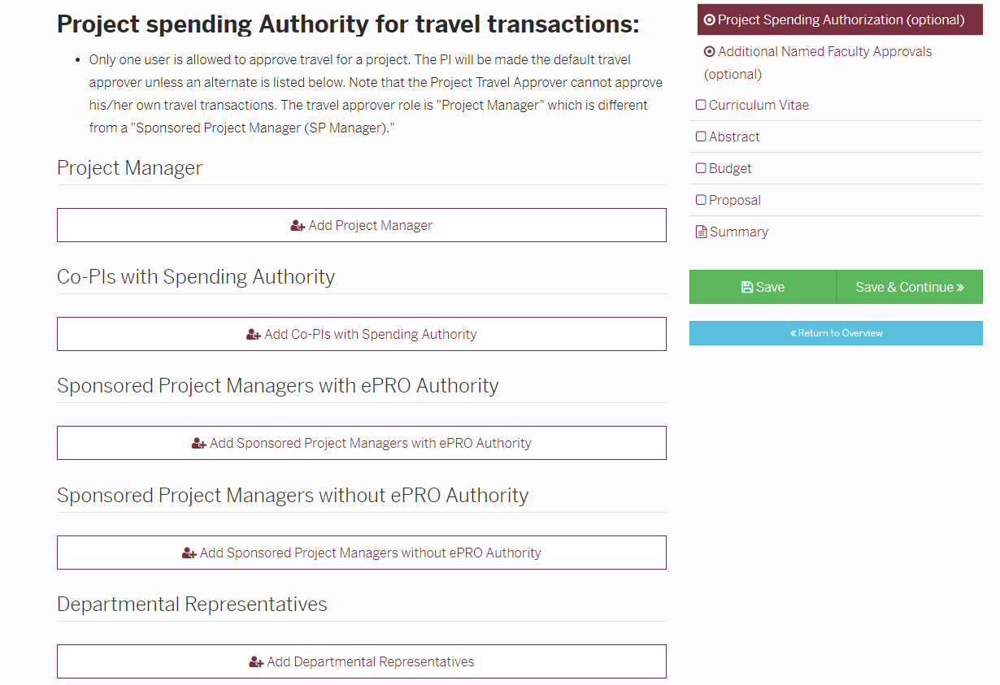 Project spending Authority for travel transactions:
• Only one user is allowed to approve travel for a project. The PI will be made the default travel
approver unless an alternate is listed below. Note that the Project Travel Approver cannot approve
his/her own travel transactions. The travel approver role is "Project Manager" which is different
from a "Sponsored Project Manager (SP Manager)."
Project Manager
Add Project Manager
Co-PIs with Spending Authority
Add Co-PIs with Spending Authority
Sponsored Project Managers with ePRO Authority
Add Sponsored Project Managers with ePRO Authority
Sponsored Project Managers without ePRO Authority
Add Sponsored Project Managers without ePRO Authority
Departmental Representatives
Add Departmental Representatives
Project Spending Authorization (optional)
Additional Named Faculty Approvals
(optional)
Curriculum Vitae
Abstract
Budget
Proposal
Summary
Save
Save & Continue »
« Return to Overview